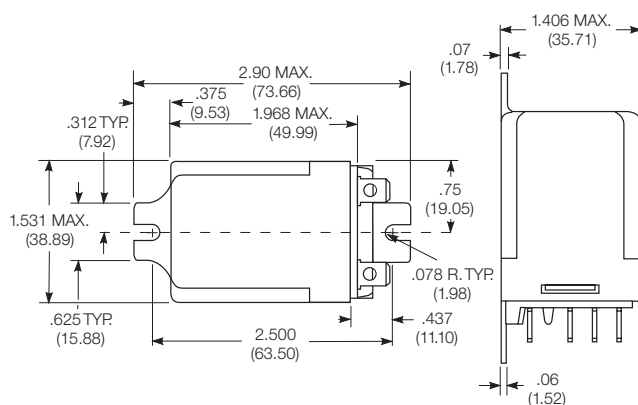 1.406 MAX.
(35.71)
.07
(1.78)
2.90 MAX.
(73.66)
.375
(9.53)
1.968 MAX.
(49.99)
.312 TYP.
(7.92)
.75
(19.05)
1.531 MAX.
(38.89)
.078 R. TYP.
(1.98)
.625 TYP.
(15.88)
2.500
(63.50)
.437
(11.10)
.06
(1.52)